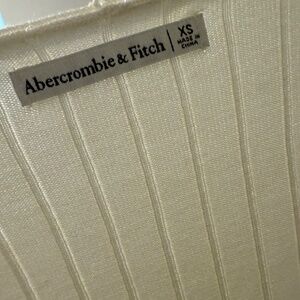 Abercrombie & Fitch
XS
MADE IN
CHINA